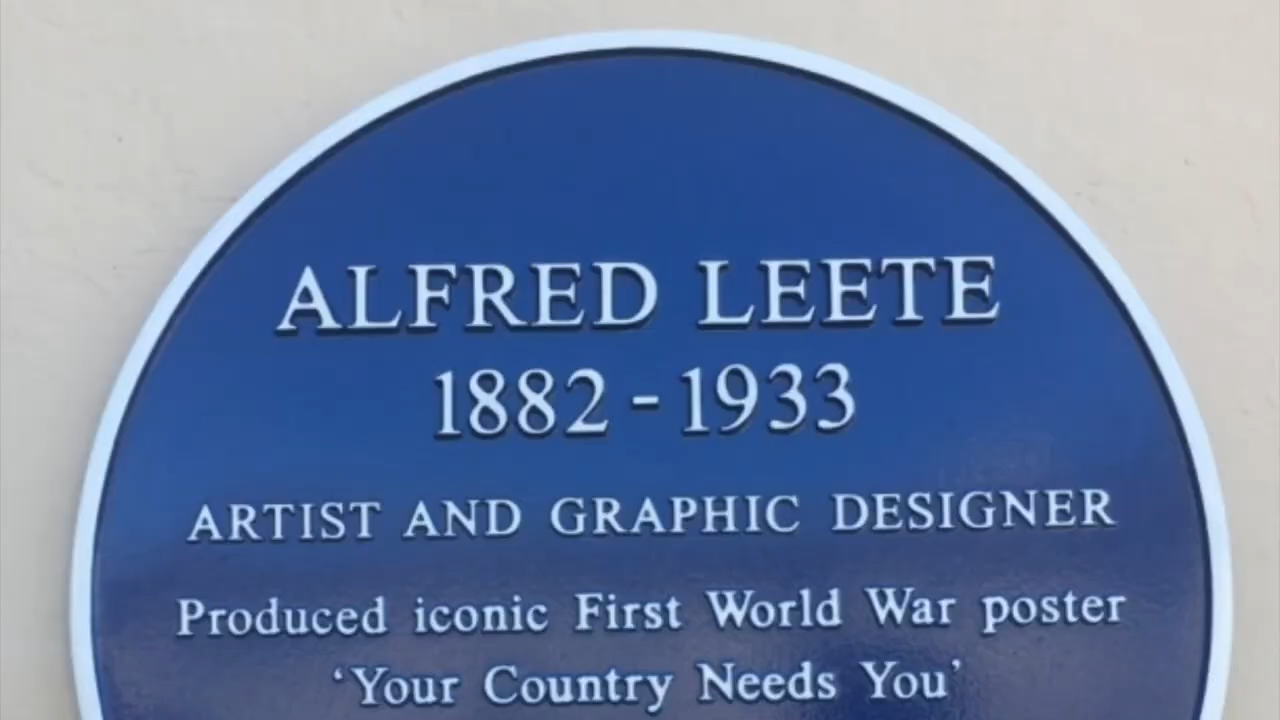 ALFRED LEETE
1882 - 1933
ARTIST AND GRAPHIC DESIGNER
Produced iconic First World War poster
‘Your Country Needs You’